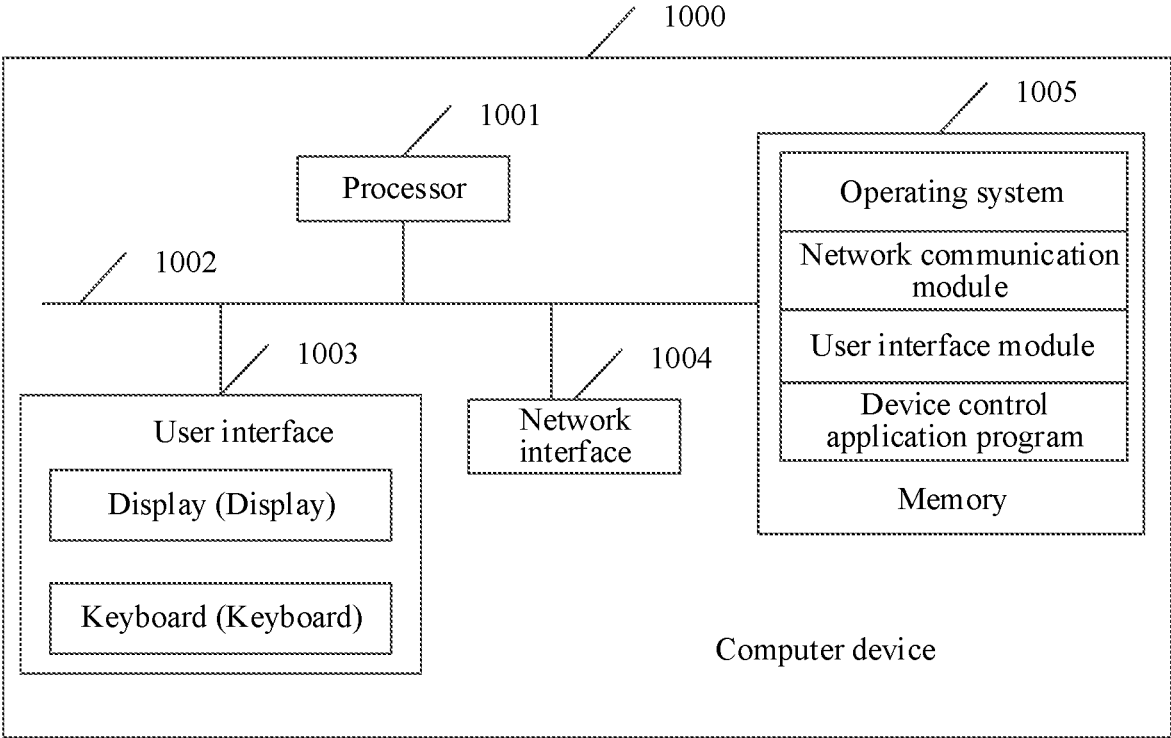 1000
1001
1005
Processor
Operating system
1002
Network communication
module
1003
1004
User interface module
User interface
Network
interface
Device control
application program
Display (Display)
Memory
Keyboard (Keyboard)
Computer device